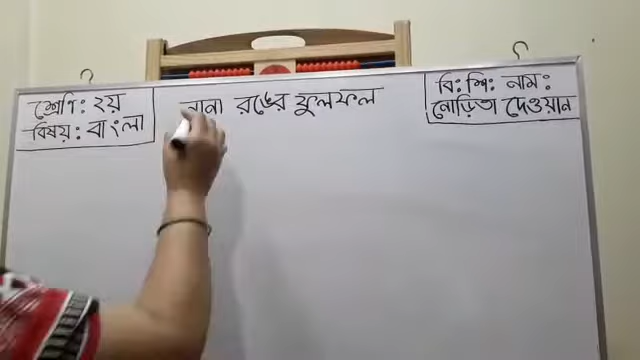 শ্রেণি: ২য়
বিষয়: বাংলা
নানা রঙের ফুলফল
বি: শি: নাম:
নোড়িতা দেওয়ান